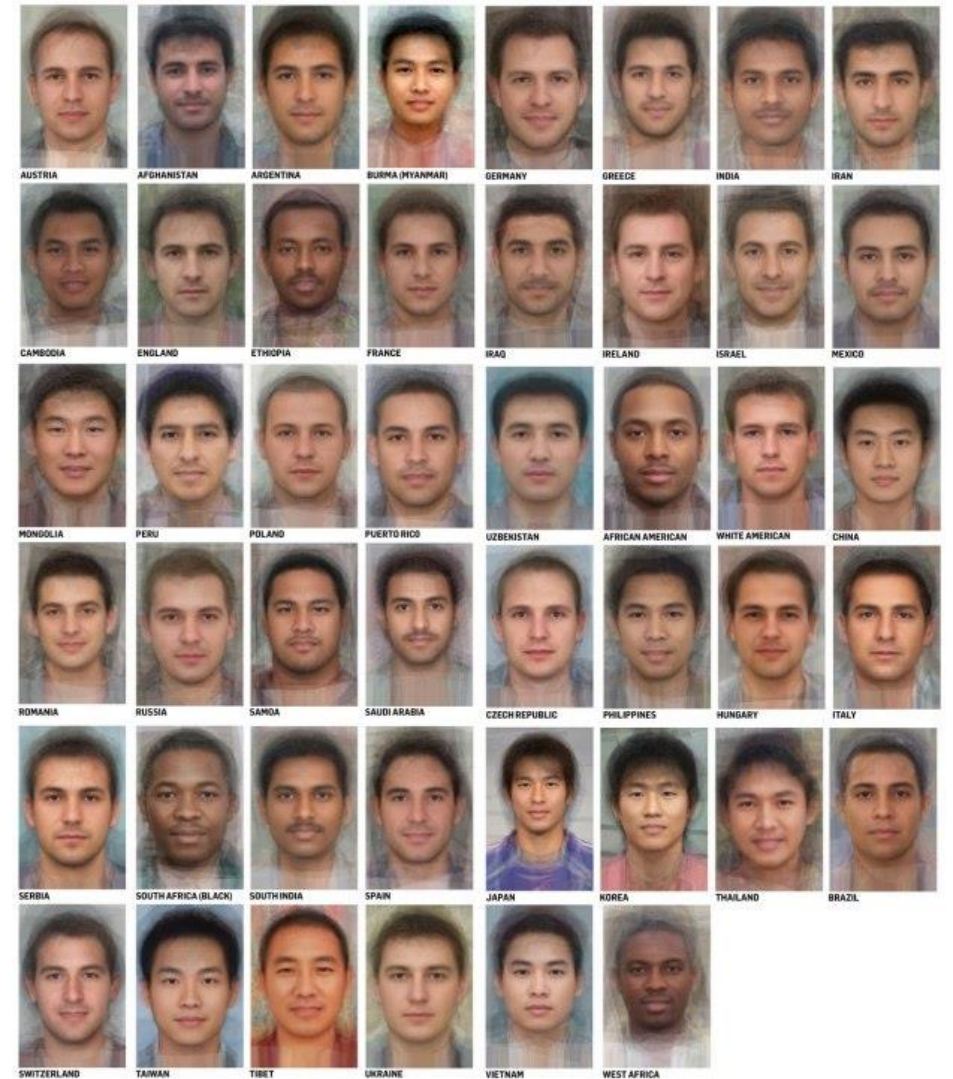 AUSTRIA
AFGHANISTAN
ARGENTINA
BURMA (MYANMAR)
GERMANY
GREECE
INDIA
IRAN
CAMBODIA
ENGLAND
ETHIOPIA
FRANCE
IRAQ
IRELAND
ISRAEL
MEXICO
MONGOLIA
PERU
POLAND
PUERTO RICO
UZBEKISTAN
AFRICAN AMERICAN
WHITE AMERICAN
CHINA
ROMANIA
RUSSIA
SAMOA
SAUDI ARABIA
CZECH REPUBLIC
PHILIPPINES
HUNGARY
ITALY
SERBIA
SOUTH AFRICA (BLACK)
SOUTH INDIA
SPAIN
JAPAN
KOREA
THAILAND
BRAZIL
SWITZERLAND
TAIWAN
TIBET
UKRAINE
VIETNAM
WEST AFRICA